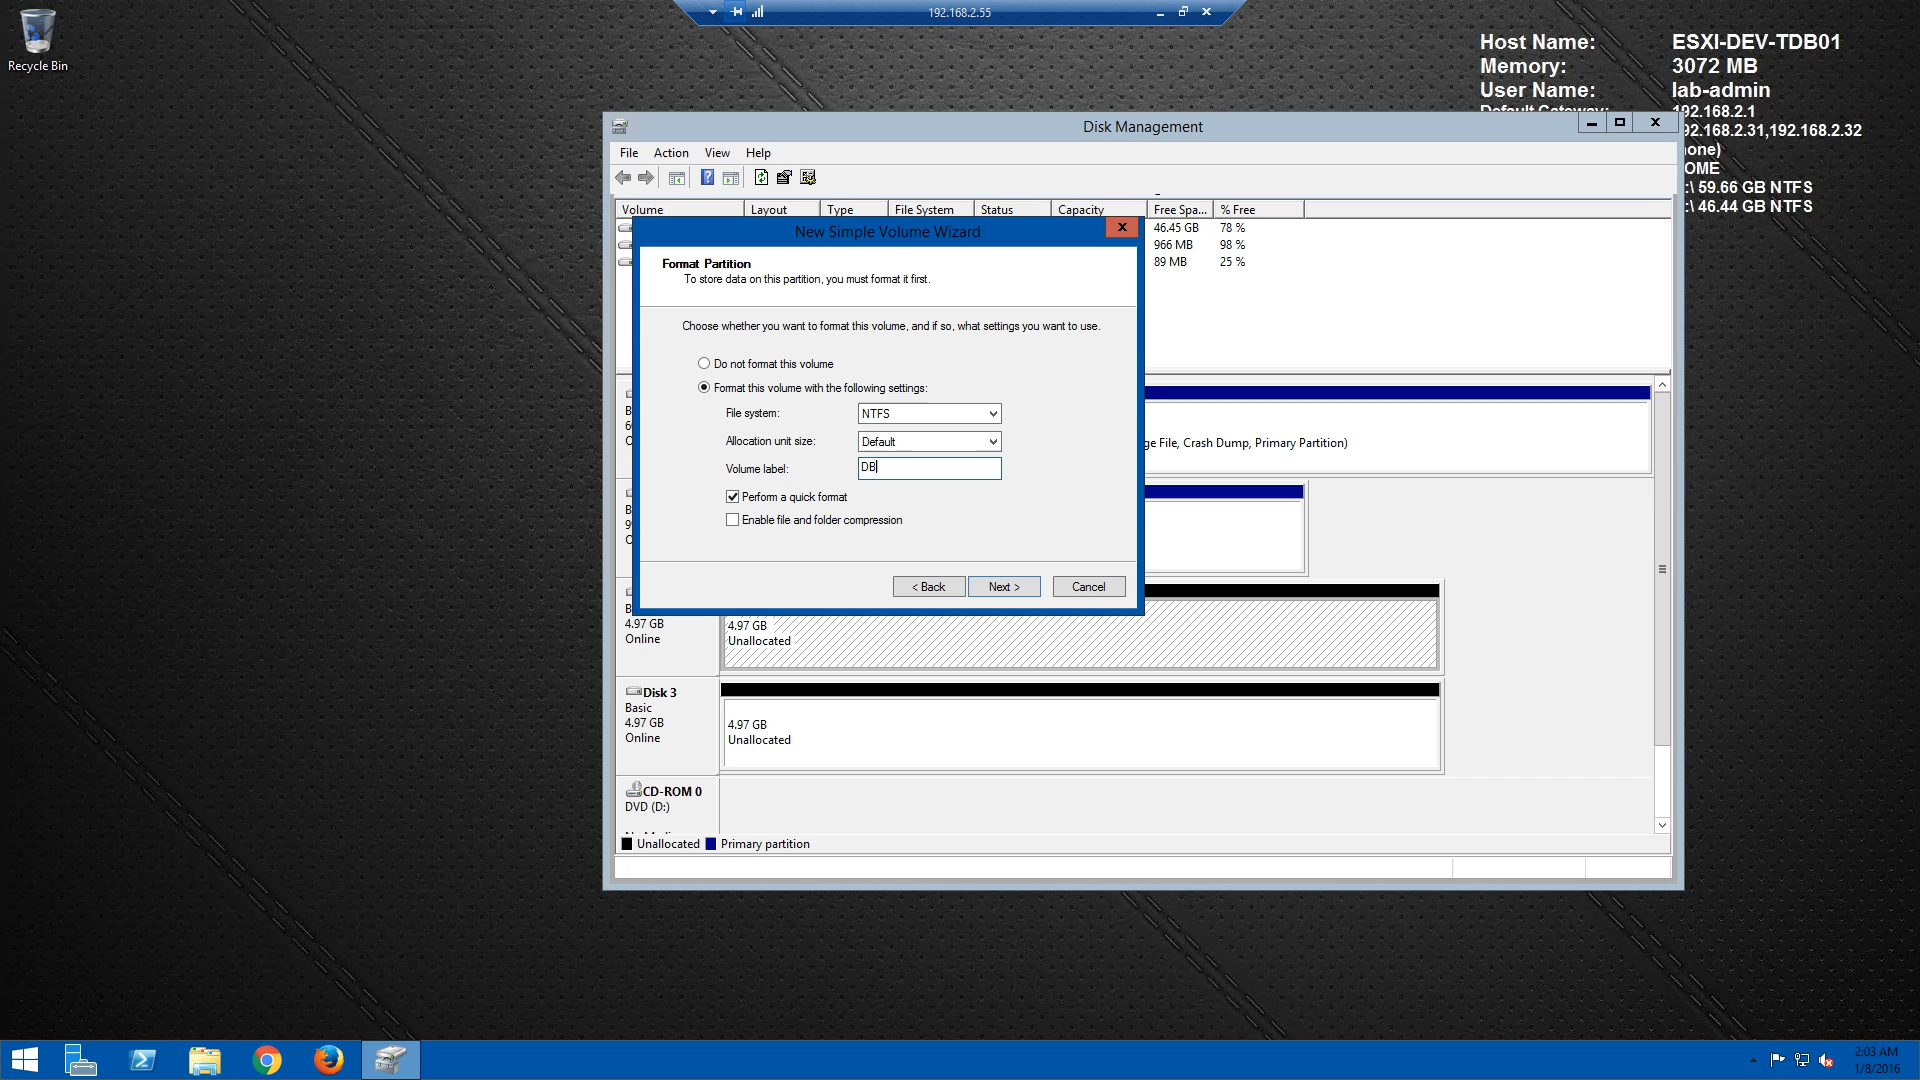 192.168.2.55
Recycle Bin
Host Name: ESXI-DEV-TDB01
Memory: 3072 MB
User Name: lab-admin
Default Gateway: 192.168.2.1
92.168.2.31,192.168.2.32
one)
OME
:\ 59.66 GB NTFS
:\ 46.44 GB NTFS
Disk Management
File Action View Help
Volume Layout Type File System Status Capacity Free Spa... % Free
46.45 GB 78 %
966 MB 98 %
89 MB 25 %
New Simple Volume Wizard
Format Partition
To store data on this partition, you must format it first.
Choose whether you want to format this volume, and if so, what settings you want to use.
Do not format this volume
Format this volume with the following settings:
File system: NTFS
Allocation unit size: Default
Volume label: DB
Perform a quick format
Enable file and folder compression
< Back Next > Cancel
ge File, Crash Dump, Primary Partition)
4.97 GB
Online
4.97 GB
Unallocated
Disk 3
Basic
4.97 GB
Online
4.97 GB
Unallocated
CD-ROM 0
DVD (D:)
Unallocated Primary partition
2:03 AM
1/8/2016